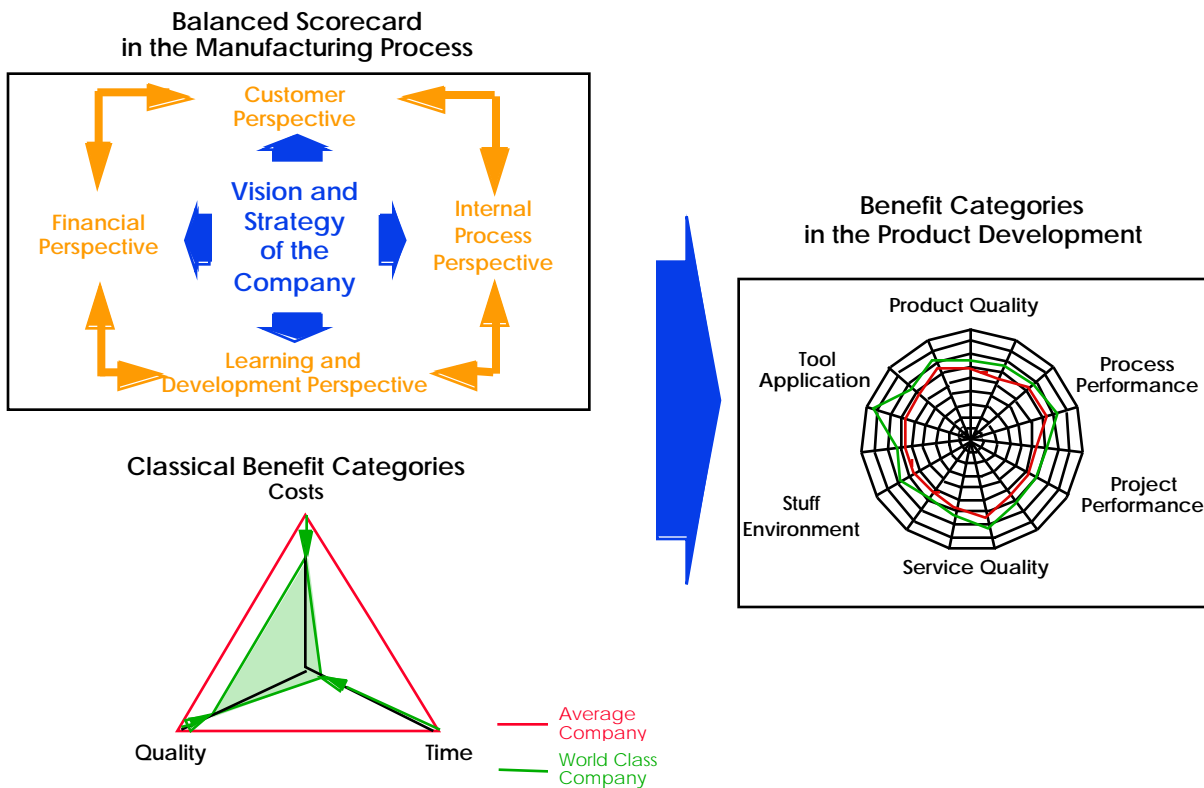 Balanced Scorecard
in the Manufacturing Process
Customer
Perspective
Vision and
Strategy
of the
Company
Financial
Perspective
Internal
Process
Perspective
Learning and
Development Perspective
Classical Benefit Categories
Costs
Quality
Time
Average
Company
World Class
Company
Benefit Categories
in the Product Development
Product Quality
Tool
Application
Process
Performance
Stuff
Environment
Project
Performance
Service Quality